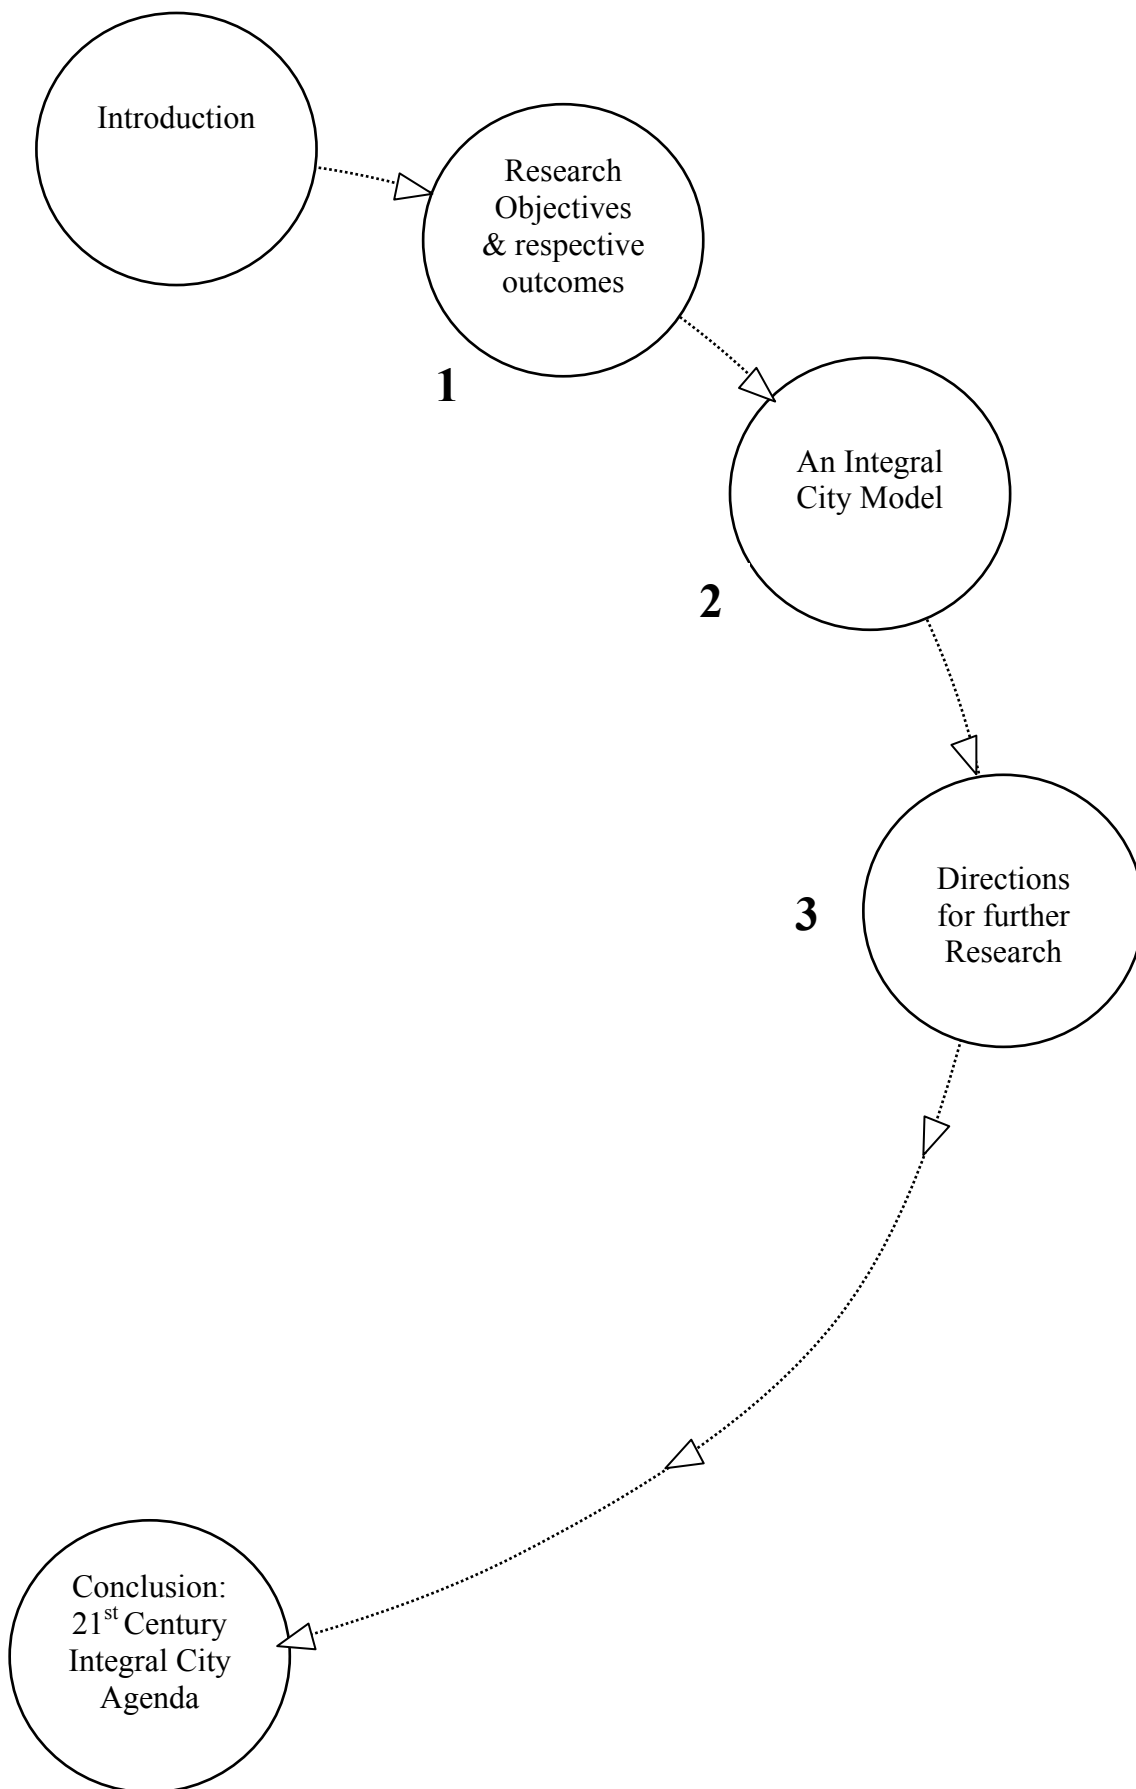 Introduction
Research
Objectives
& respective
outcomes
1
An Integral
City Model
2
Directions
for further
Research
3
Conclusion:
21st Century
Integral City
Agenda